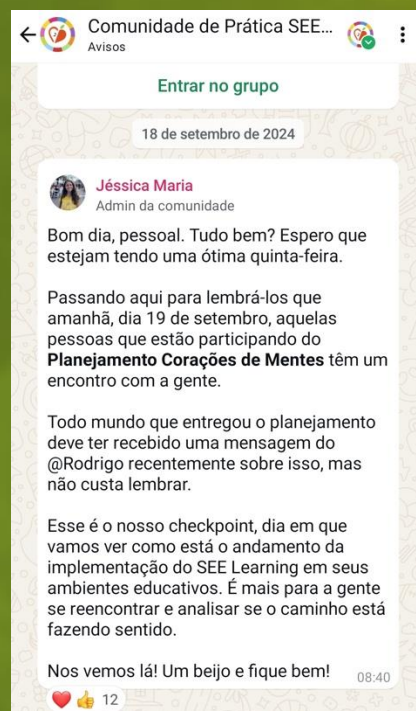 Comunidade de Prática SEE...
Avisos
Entrar no grupo
18 de setembro de 2024
Jéssica Maria
Admin da comunidade
Bom dia, pessoal. Tudo bem? Espero que
estejam tendo uma ótima quinta-feira.
Passando aqui para lembrá-los que
amanhã, dia 19 de setembro, aquelas
pessoas que estão participando do
Planejamento Corações de Mentes têm um
encontro com a gente.
Todo mundo que entregou o planejamento
deve ter recebido uma mensagem do
@Rodrigo recentemente sobre isso, mas
não custa lembrar.
Esse é o nosso checkpoint, dia em que
vamos ver como está o andamento da
implementação do SEE Learning em seus
ambientes educativos. É mais para a gente
se reencontrar e analisar se o caminho está
fazendo sentido.
Nos vemos lá! Um beijo e fique bem! 08:40
12